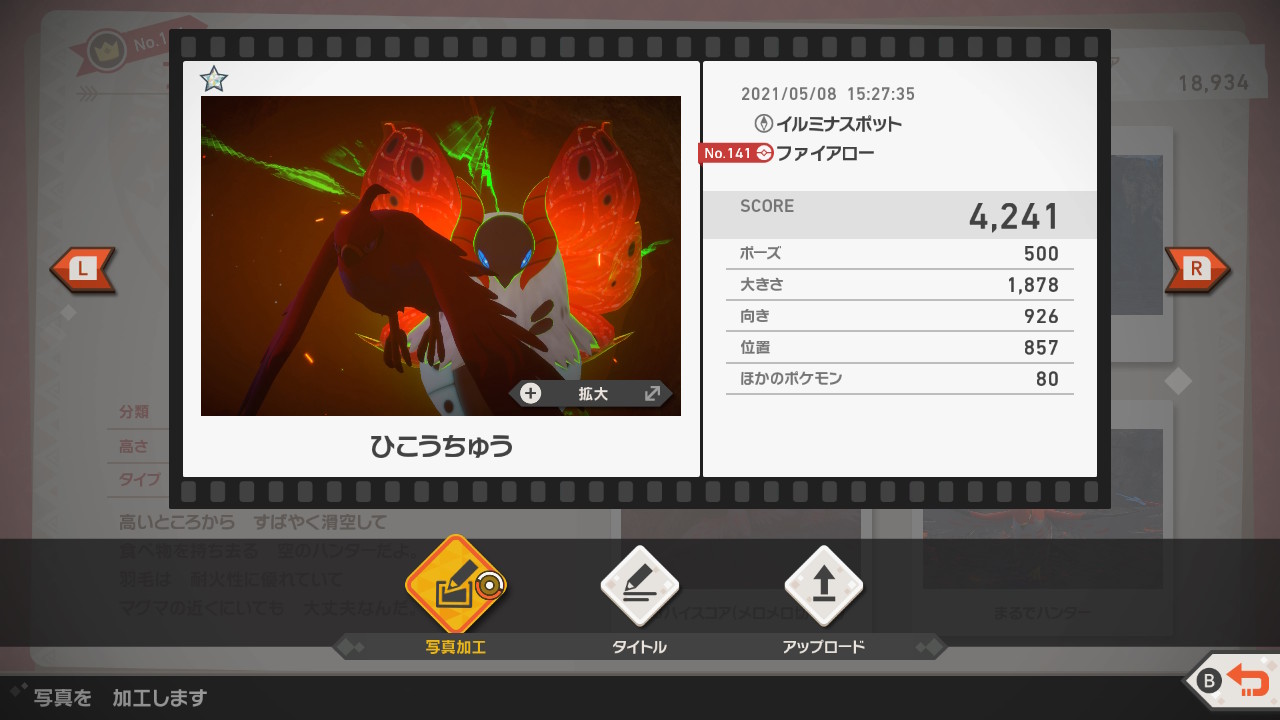 No.1
18,934
2021/05/08 15:27:35
イルミナスポット
No.141 ファイアロー
SCORE 4,241
ポーズ 500
大きさ 1,878
向き 926
位置 857
ほかのポケモン 80
L
R
+ 拡大
ひこうちゅう
分類
高さ
タイプ
高いところから すばやく滑空して
食べ物を持ち去る 空のハンターだよ。
羽毛は 耐火性に優れていて
マグマの近くにいても 大丈夫なんだ
ハイスコア(メロメロ
まるでハンター
写真加工
タイトル
アップロード
写真を 加工します
B